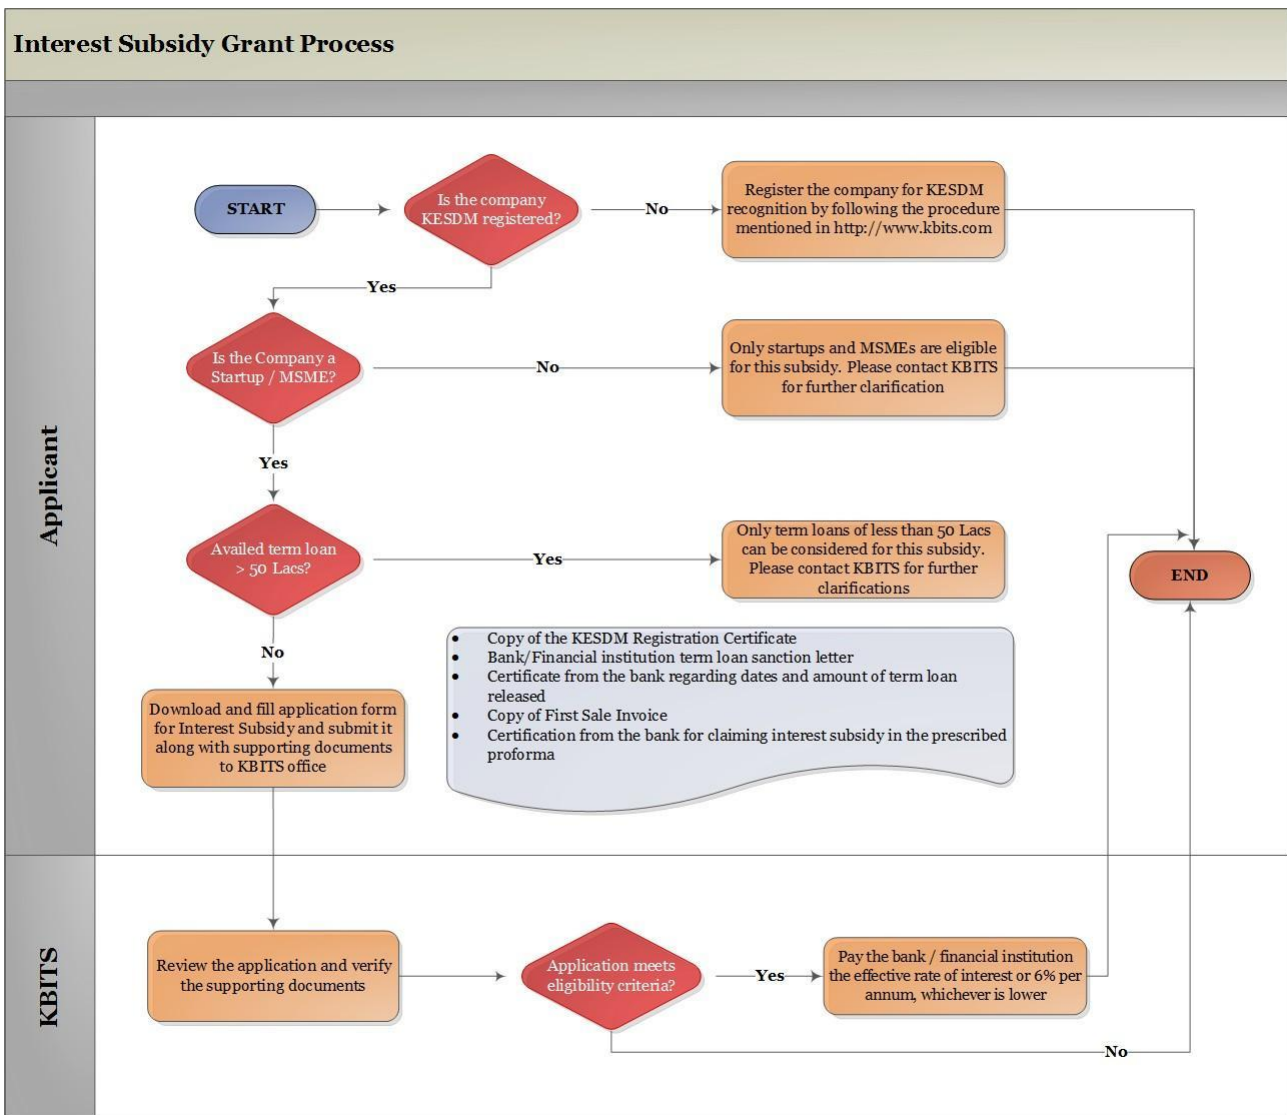 Interest Subsidy Grant Process
Applicant
START
Is the company
KESDM registered?
No
Register the company for KESDM
recognition by following the procedure
mentioned in http://www.kbits.com
Yes
Is the Company a
Startup / MSME?
No
Only startups and MSMEs are eligible
for this subsidy. Please contact KBITS
for further clarification
Yes
Availed term loan
> 50 Lacs?
Yes
Only term loans of less than 50 Lacs
can be considered for this subsidy.
Please contact KBITS for further
clarifications
END
No
• Copy of the KESDM Registration Certificate
• Bank/Financial institution term loan sanction letter
• Certificate from the bank regarding dates and amount of term loan
released
• Copy of First Sale Invoice
• Certification from the bank for claiming interest subsidy in the prescribed
proforma
Download and fill application form
for Interest Subsidy and submit it
along with supporting documents
to KBITS office
KBITS
Review the application and verify
the supporting documents
Application meets
eligibility criteria?
Yes
Pay the bank / financial institution
the effective rate of interest or 6% per
annum, whichever is lower
No